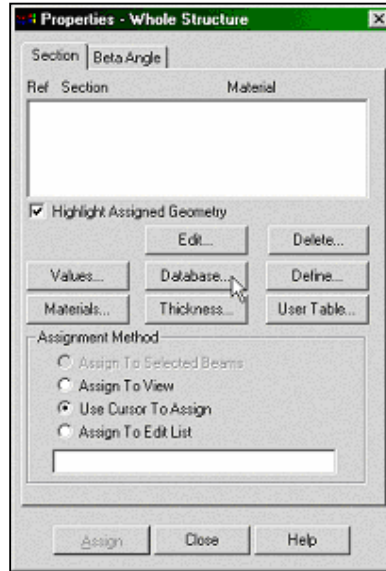 Properties - Whole Structure
Section Beta Angle
Ref Section Material
Highlight Assigned Geometry
Edit... Delete...
Values... Database... Define...
Materials... Thickness... User Table...
Assignment Method
Assign To Selected Beams
Assign To View
Use Cursor To Assign
Assign To Edit List
Assign Close Help